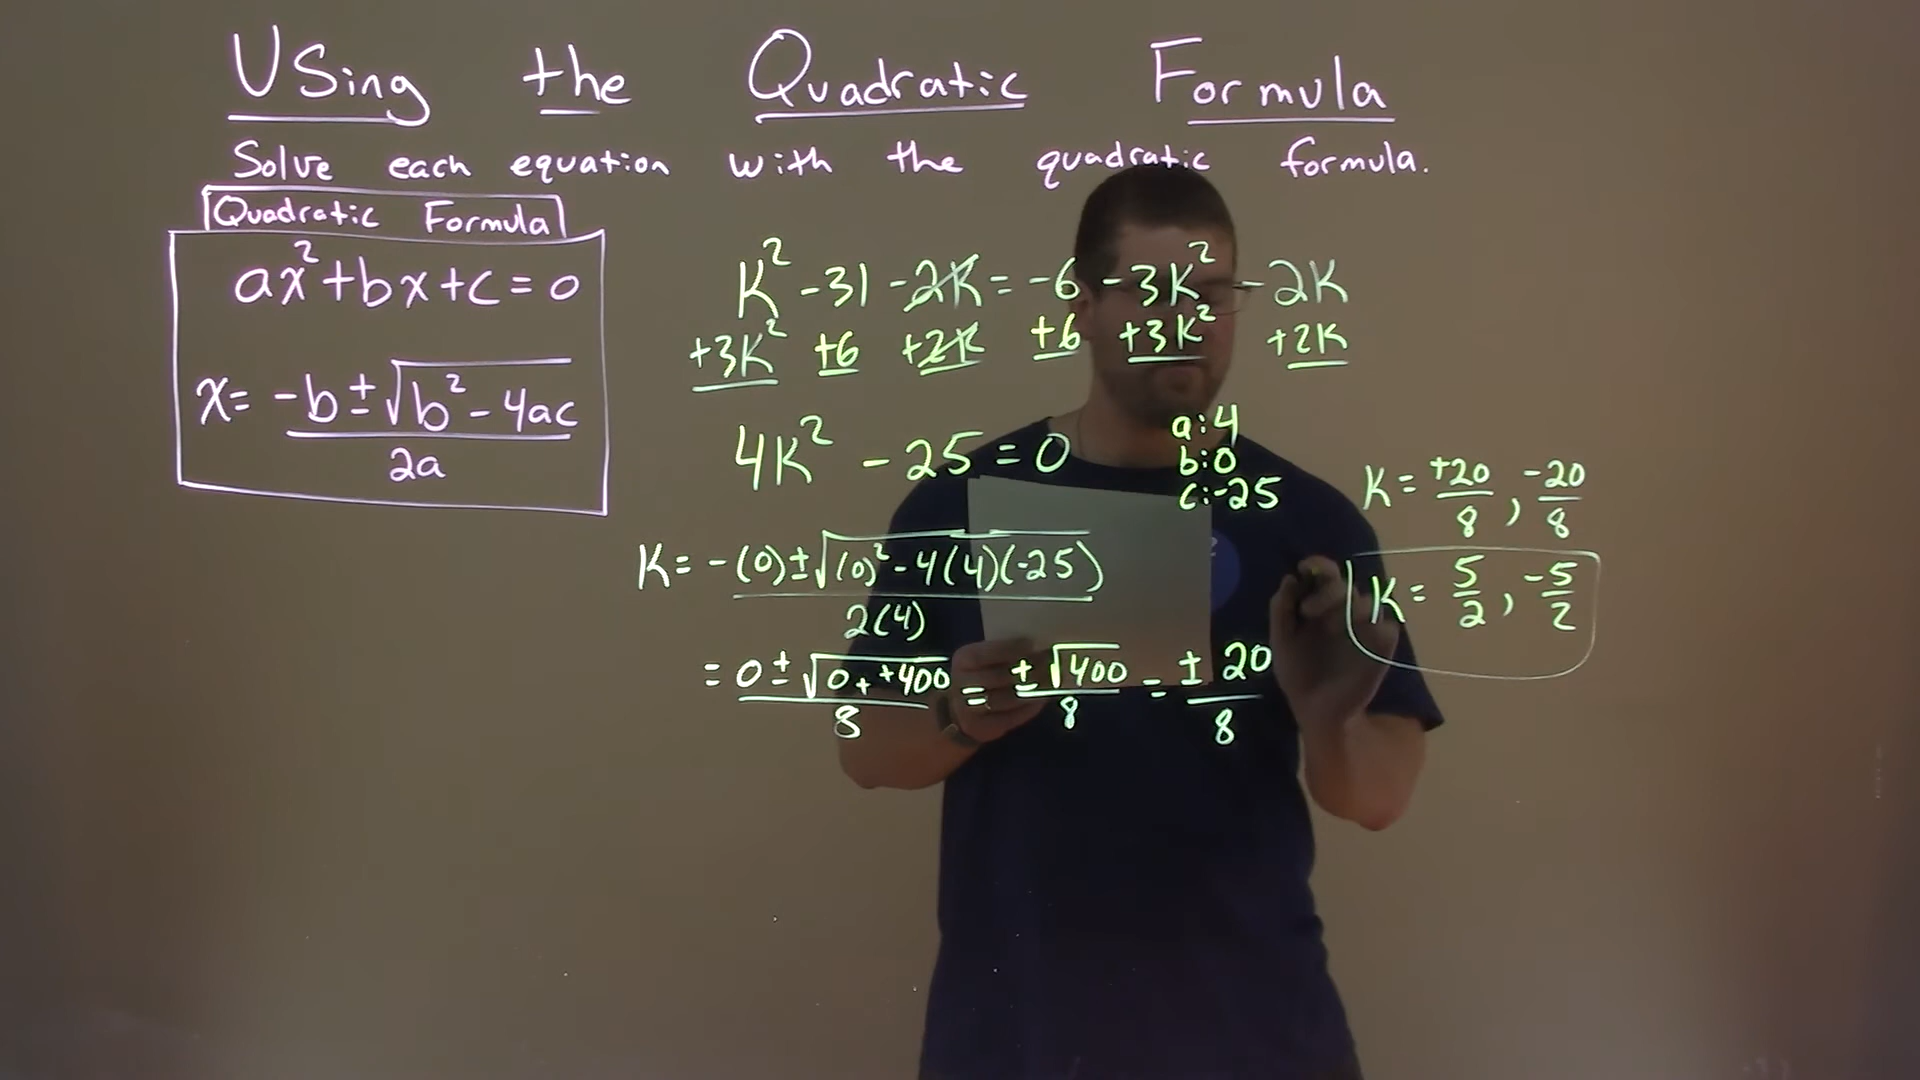 Using the Quadratic Formula
Solve each equation with the quadratic formula.
Quadratic Formula
ax²+bx+c=0
x= -b±√b²-4ac
2a
K²-31-2K=-6-3K²-2K
+3K² +6 +2K +6 +3K² +2K
4K²-25=0
a:4
b:0
c:-25
K= -(0)±√(0)²-4(4)(-25)
2(4)
= 0±√0++400 = ±√400 = ±20
8 8 8
K= +20/8, -20/8
K= 5/2, -5/2